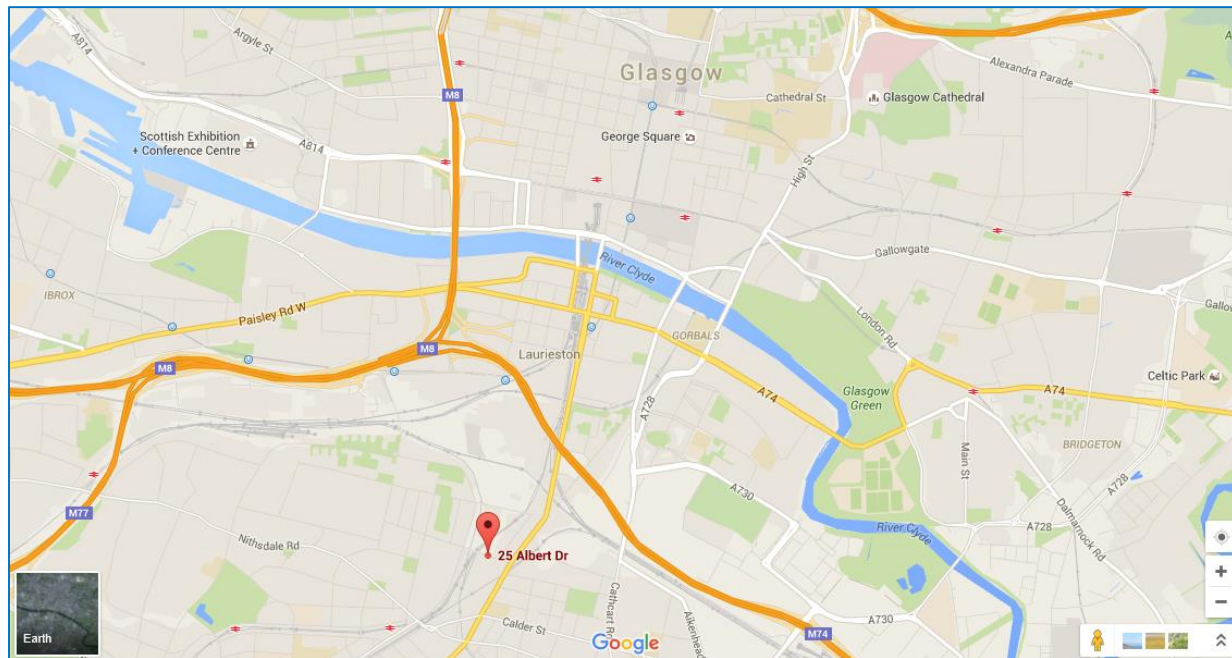 A814
Argyle St
Glasgow
Alexandra Parade
M8
Cathedral St
Glasgow Cathedral
Scottish Exhibition
+ Conference Centre
A814
George Square
High St
Gallowgate
River Clyde
IBROX
Paisley Rd W
London Rd
GORBALS
M8
Laurieston
M8
Celtic Park
A74
A74
Glasgow
Green
A728
BRIDGETON
Main St
A728
A730
M77
Dalmarnock Rd
River Clyde
A728
Nithsdale Rd
25 Albert Dr
Earth
Calder St
Cathcart Rd
Aikenhead
A730
M74
Google